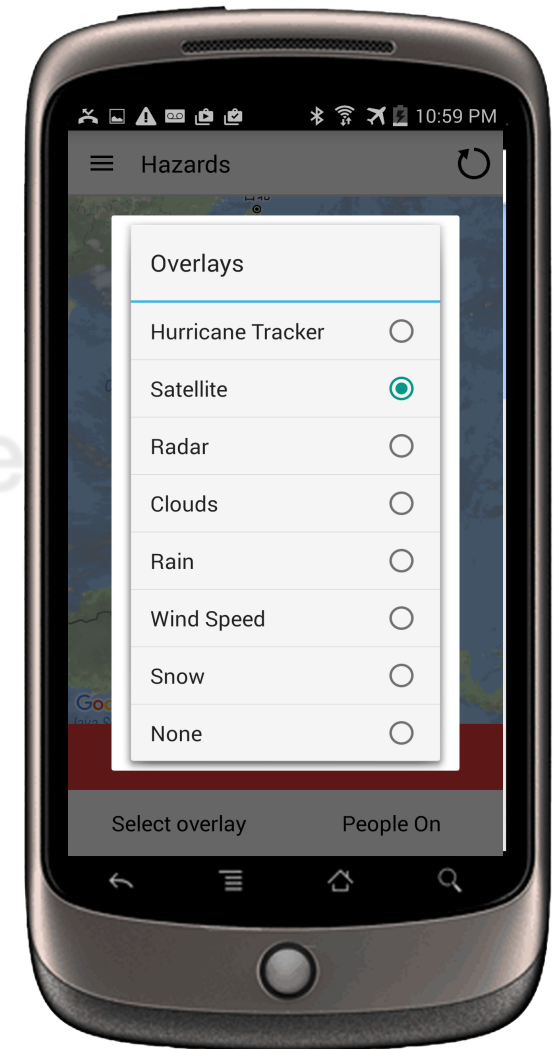 10:59 PM
Hazards
Overlays
Hurricane Tracker
Satellite
Radar
Clouds
Rain
Wind Speed
Snow
None
Goo
Select overlay People On